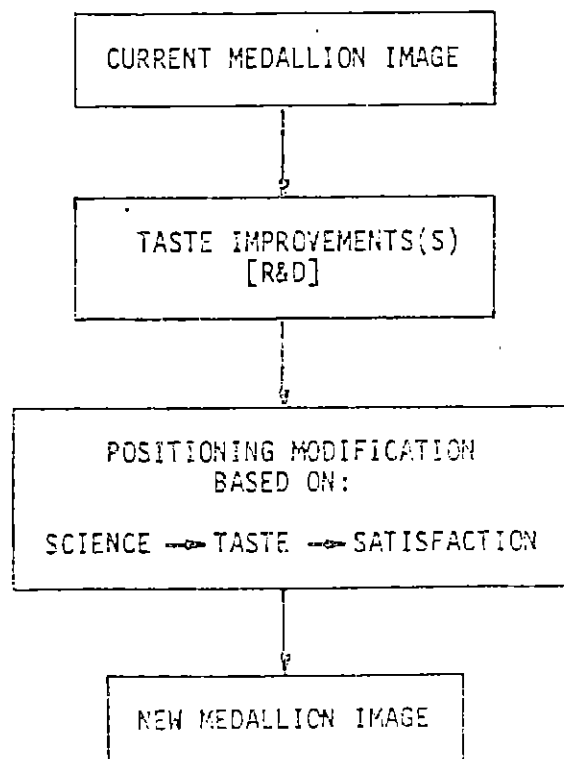 CURRENT MEDALLION IMAGE
TASTE IMPROVEMENTS(S)
[R&D]
POSITIONING MODIFICATION
BASED ON:
SCIENCE → TASTE → SATISFACTION
NEW MEDALLION IMAGE